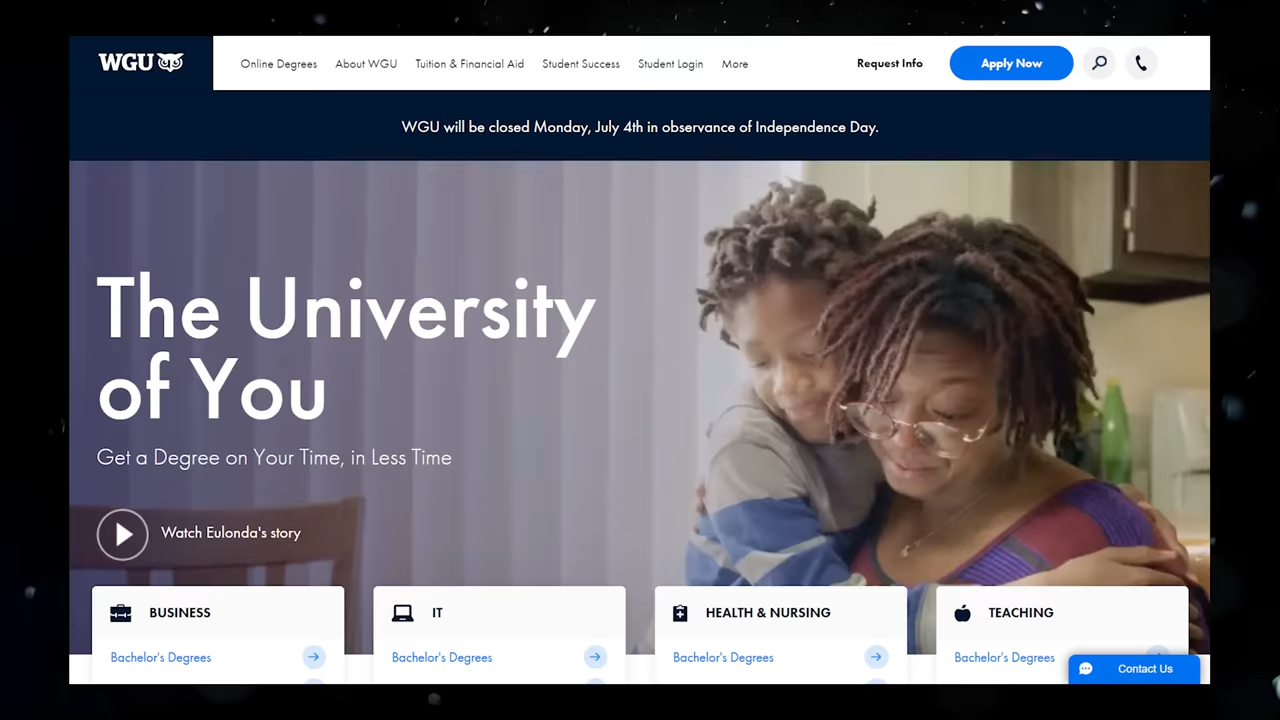 WGU
Online Degrees
About WGU
Tuition & Financial Aid
Student Success
Student Login
More
Request Info
Apply Now
WGU will be closed Monday, July 4th in observance of Independence Day.
The University
of You
Get a Degree on Your Time, in Less Time
Watch Eulonda's story
BUSINESS
Bachelor's Degrees
IT
Bachelor's Degrees
HEALTH & NURSING
Bachelor's Degrees
TEACHING
Bachelor's Degrees
Contact Us